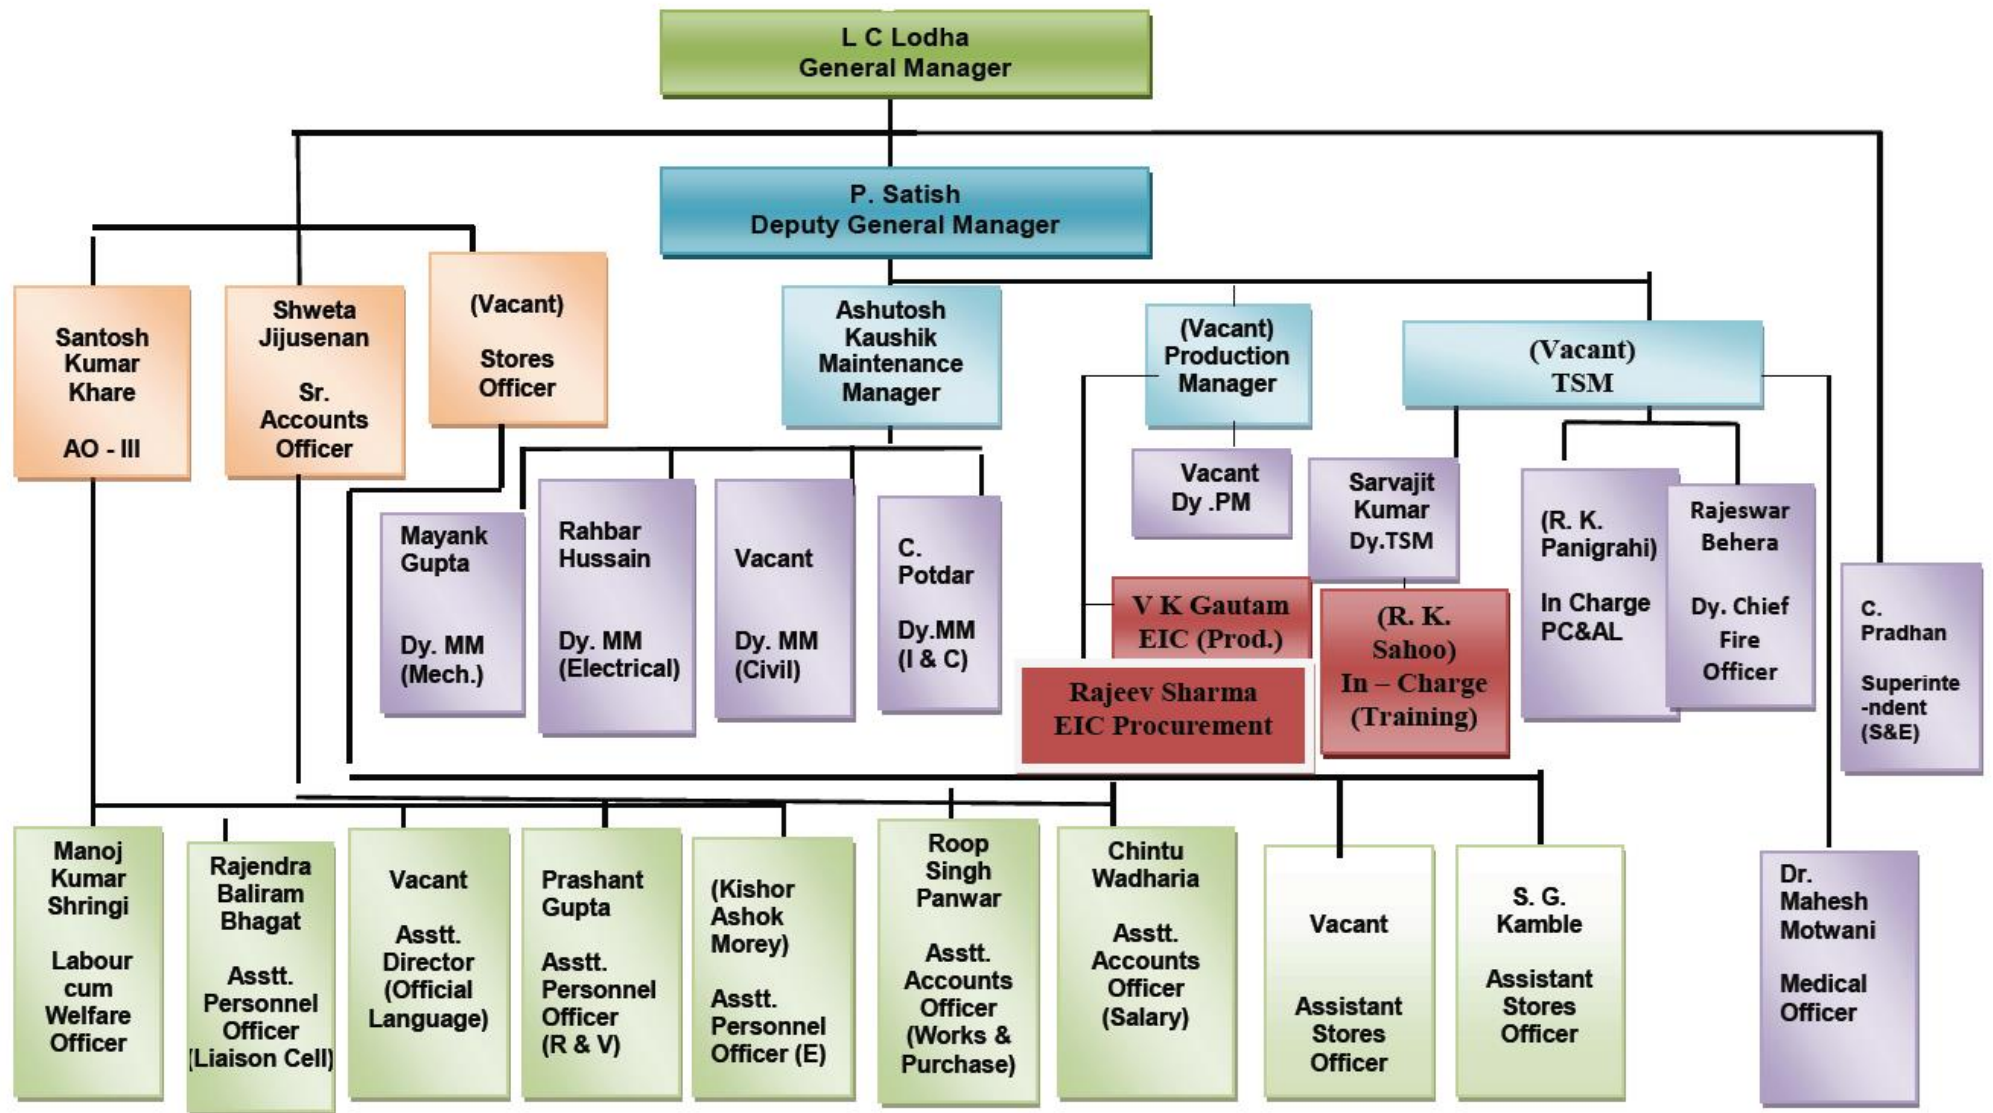 L C Lodha
General Manager
P. Satish
Deputy General Manager
Santosh
Kumar
Khare
AO - III
Shweta
Jijusenan
Sr.
Accounts
Officer
(Vacant)
Stores
Officer
Ashutosh
Kaushik
Maintenance
Manager
(Vacant)
Production
Manager
(Vacant)
TSM
Mayank
Gupta
Dy. MM
(Mech.)
Rahbar
Hussain
Dy. MM
(Electrical)
Vacant
Dy. MM
(Civil)
C.
Potdar
Dy.MM
(I & C)
Vacant
Dy .PM
Sarvajit
Kumar
Dy.TSM
(R. K.
Panigrahi)
In Charge
PC&AL
Rajeswar
Behera
Dy. Chief
Fire
Officer
C.
Pradhan
Superinte
-ndent
(S&E)
V K Gautam
EIC (Prod.)
Rajeev Sharma
EIC Procurement
(R. K.
Sahoo)
In – Charge
(Training)
Manoj
Kumar
Shringi
Labour
cum
Welfare
Officer
Rajendra
Baliram
Bhagat
Asstt.
Personnel
Officer
(Liaison Cell)
Vacant
Asstt.
Director
(Official
Language)
Prashant
Gupta
Asstt.
Personnel
Officer
(R & V)
(Kishor
Ashok
Morey)
Asstt.
Personnel
Officer (E)
Roop
Singh
Panwar
Asstt.
Accounts
Officer
(Works &
Purchase)
Chintu
Wadharia
Asstt.
Accounts
Officer
(Salary)
Vacant
Assistant
Stores
Officer
S. G.
Kamble
Assistant
Stores
Officer
Dr.
Mahesh
Motwani
Medical
Officer